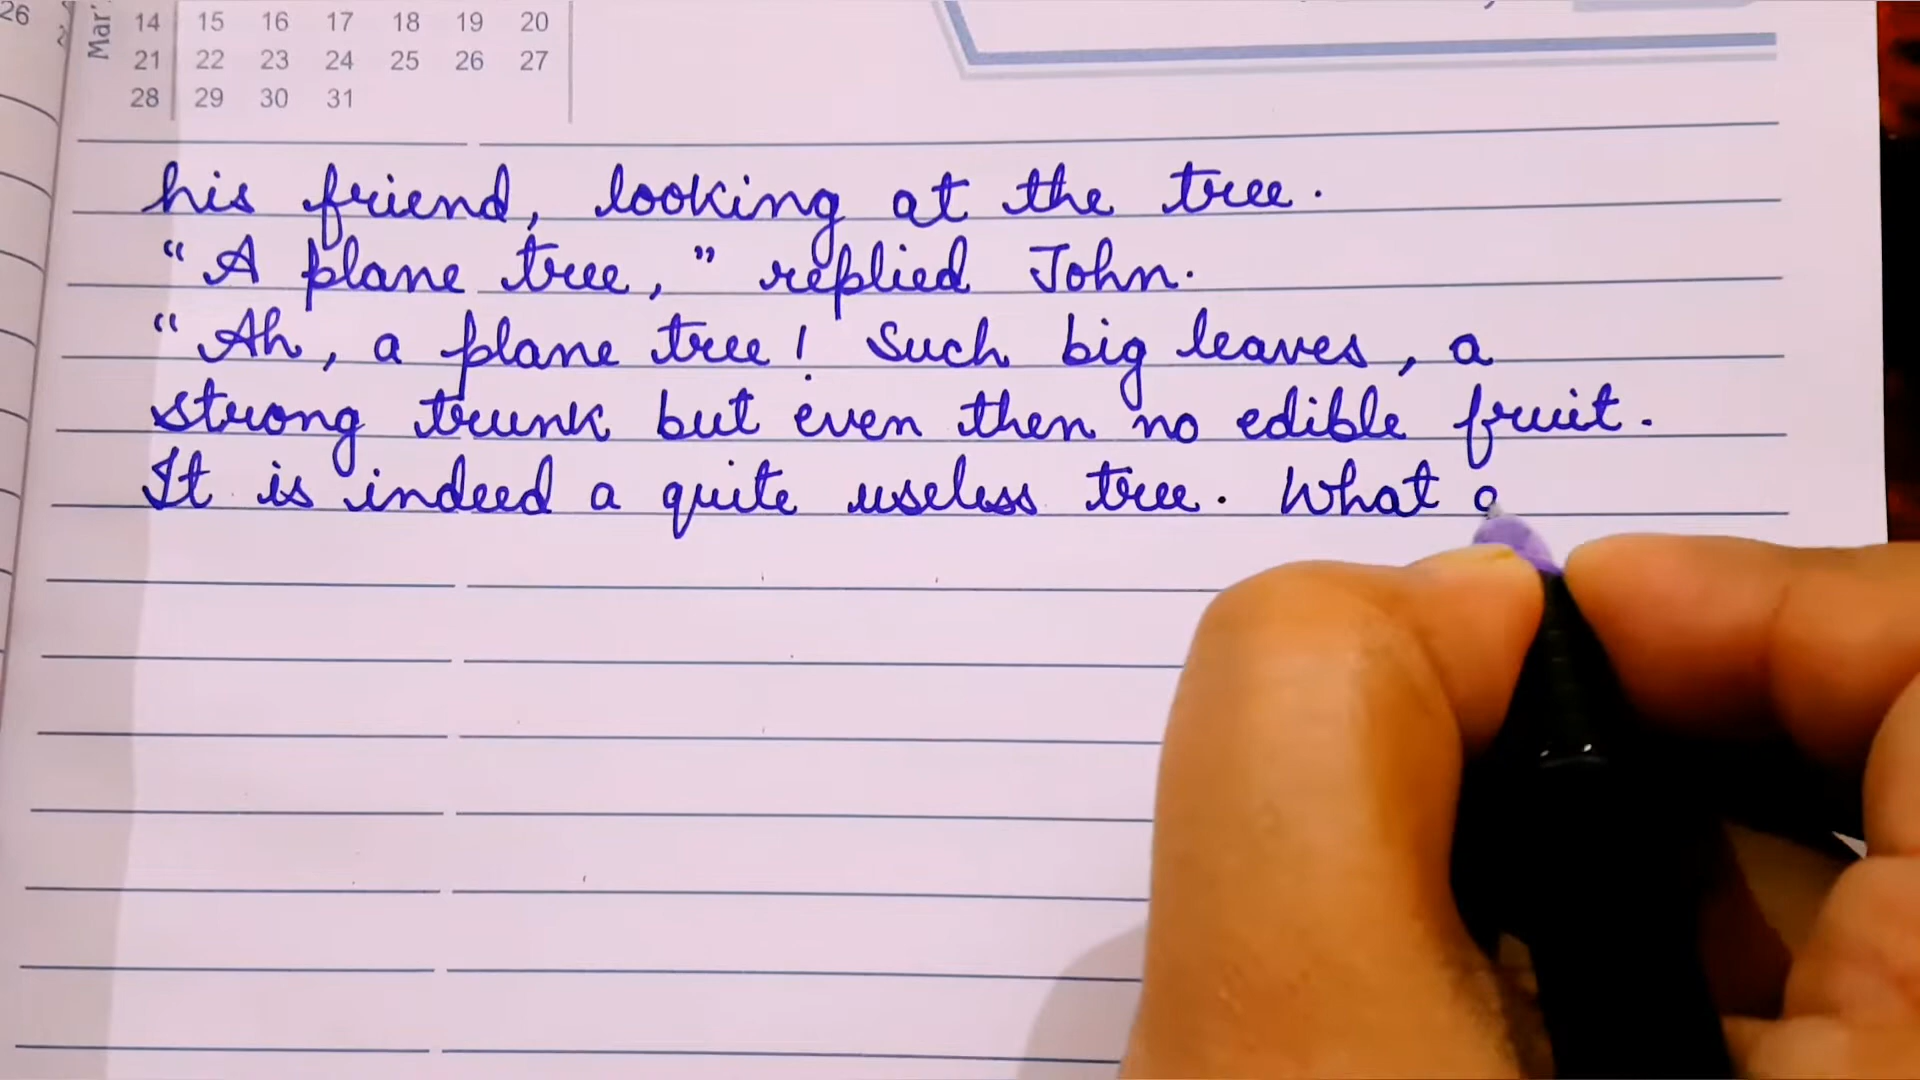 26
Mar'
14 15 16 17 18 19 20
21 22 23 24 25 26 27
28 29 30 31
his friend, looking at the tree.
“A plane tree,” replied John.
“Ah, a plane tree! Such big leaves, a
strong trunk but even then no edible fruit.
It is indeed a quite useless tree. What a